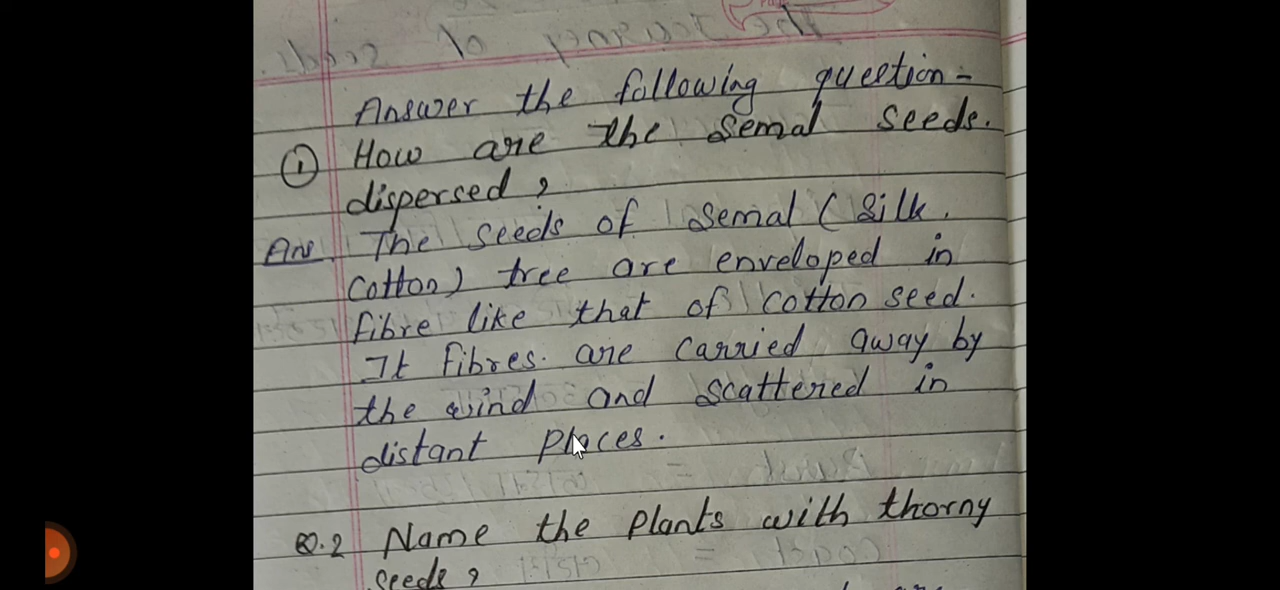 Answer the following question-
① How are the Semal seeds.
dispersed ?
Ans. The seeds of Semal ( Silk.
Cotton) tree are enveloped in
fibre like that of cotton seed.
It fibres. are carried away by
the wind and scattered in
distant places.
Q.2 Name the plants with thorny
seeds ?